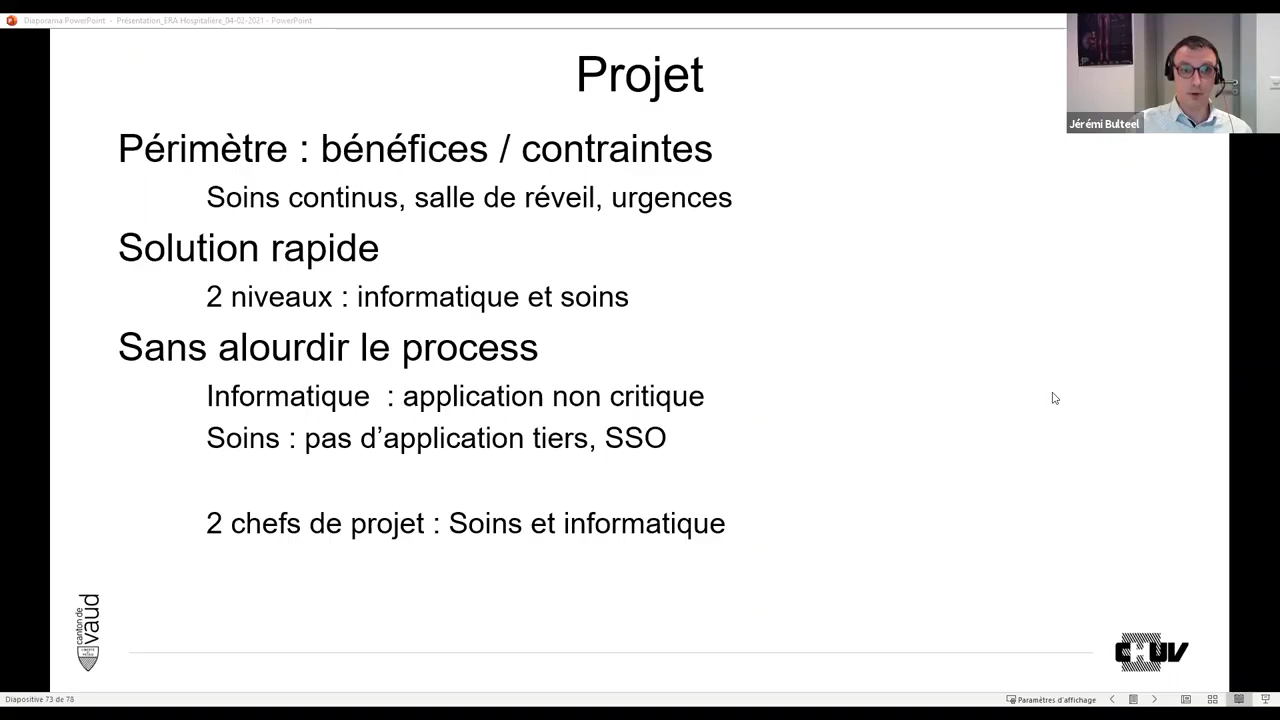 Diaporama PowerPoint - Présentation_ERA Hospitalière_04-02-2021 - PowerPoint
Projet
Jérémi Bulteel
Périmètre : bénéfices / contraintes
Soins continus, salle de réveil, urgences
Solution rapide
2 niveaux : informatique et soins
Sans alourdir le process
Informatique  : application non critique
Soins : pas d’application tiers, SSO
2 chefs de projet : Soins et informatique
canton de
vaud
CHUV
Diapositive 73 de 78
Paramètres d'affichage